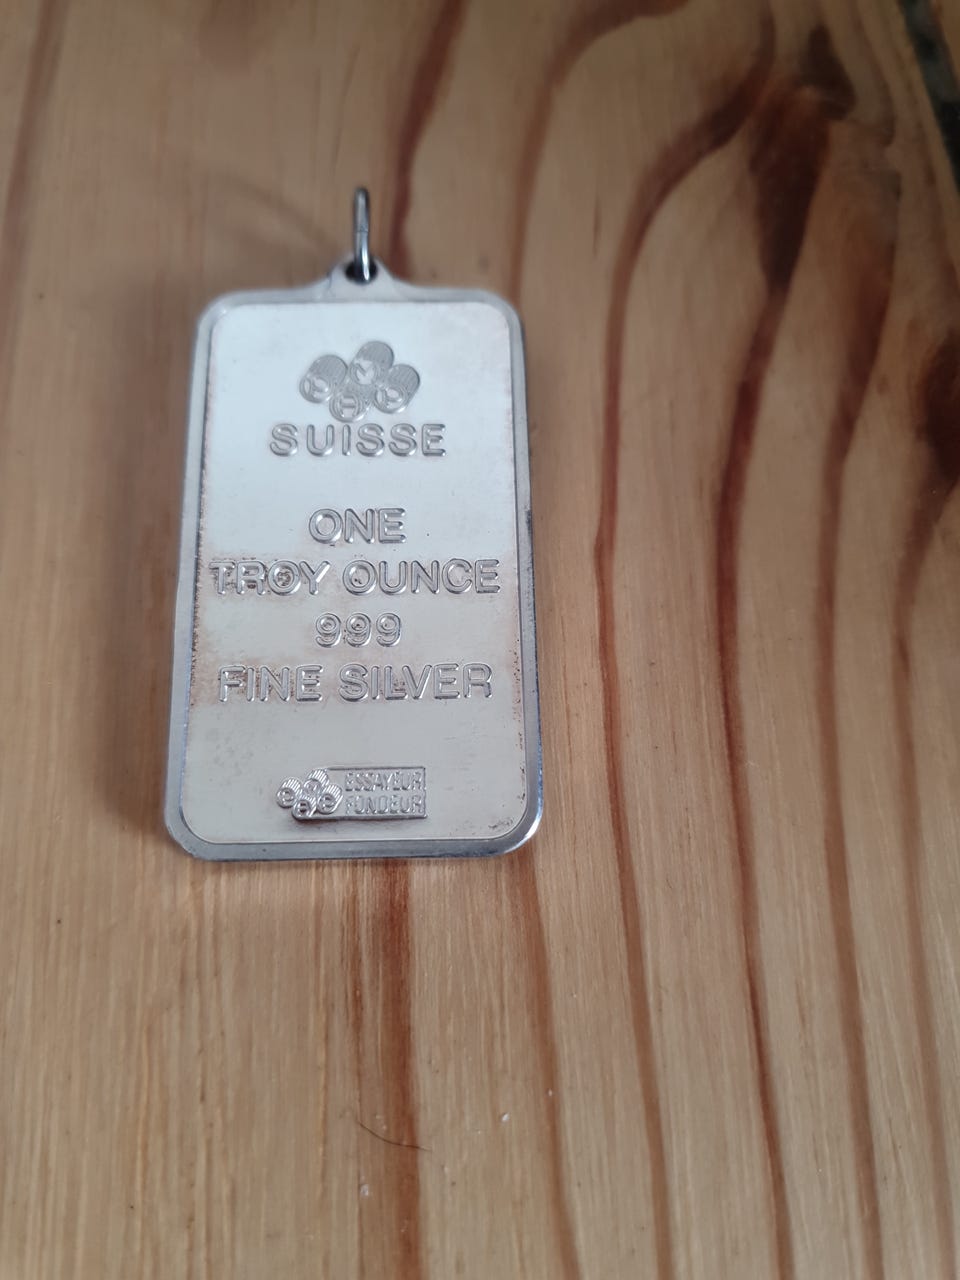 SUISSE
ONE
TROY OUNCE
999
FINE SILVER
ESSAYEUR
FONDEUR